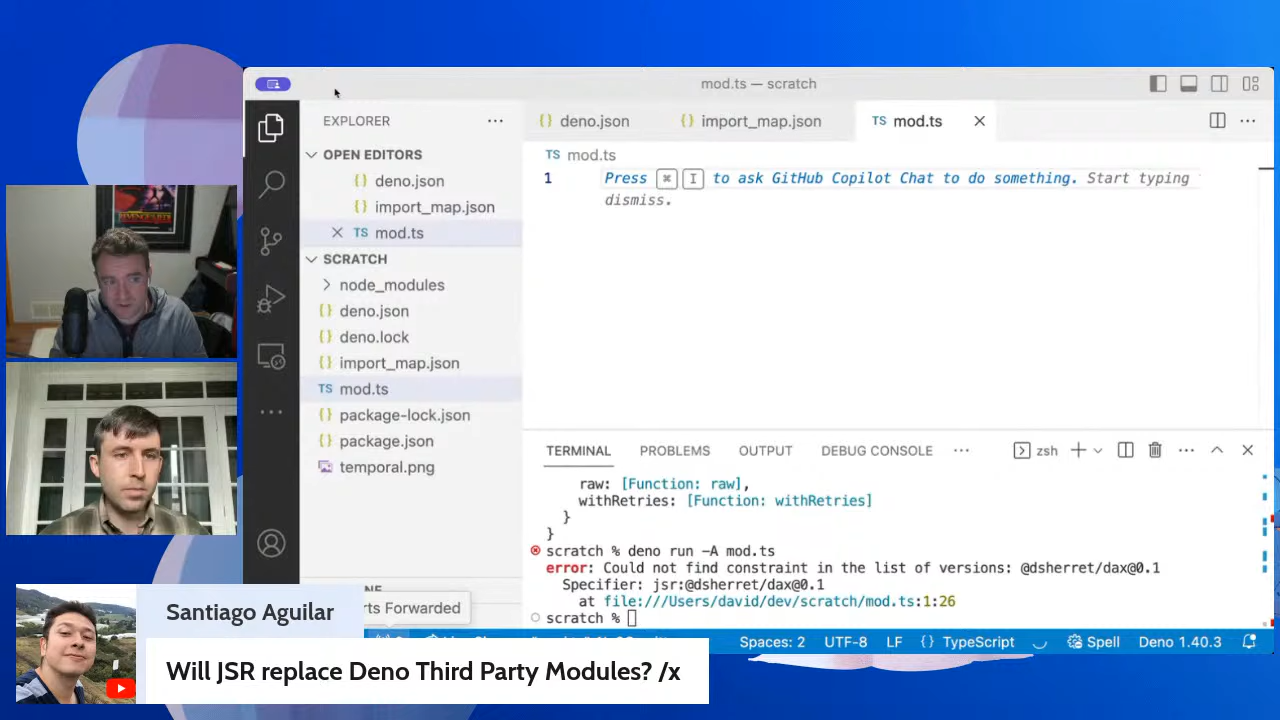 mod.ts — scratch
EXPLORER
OPEN EDITORS
{} deno.json
{} import_map.json
TS mod.ts
SCRATCH
node_modules
{} deno.json
{} deno.lock
{} import_map.json
TS mod.ts
{} package-lock.json
{} package.json
temporal.png
{} deno.json
{} import_map.json
TS mod.ts
TS mod.ts
1 Press ⌘ I to ask GitHub Copilot Chat to do something. Start typing
dismiss.
TERMINAL PROBLEMS OUTPUT DEBUG CONSOLE ··· zsh
raw: [Function: raw],
withRetries: [Function: withRetries]
}
}
scratch % deno run -A mod.ts
error: Could not find constraint in the list of versions: @dsherret/dax@0.1
Specifier: jsr:@dsherret/dax@0.1
at file:///Users/david/dev/scratch/mod.ts:1:26
scratch %
rts Forwarded
Spaces: 2 UTF-8 LF {} TypeScript Spell Deno 1.40.3
Santiago Aguilar
Will JSR replace Deno Third Party Modules? /x